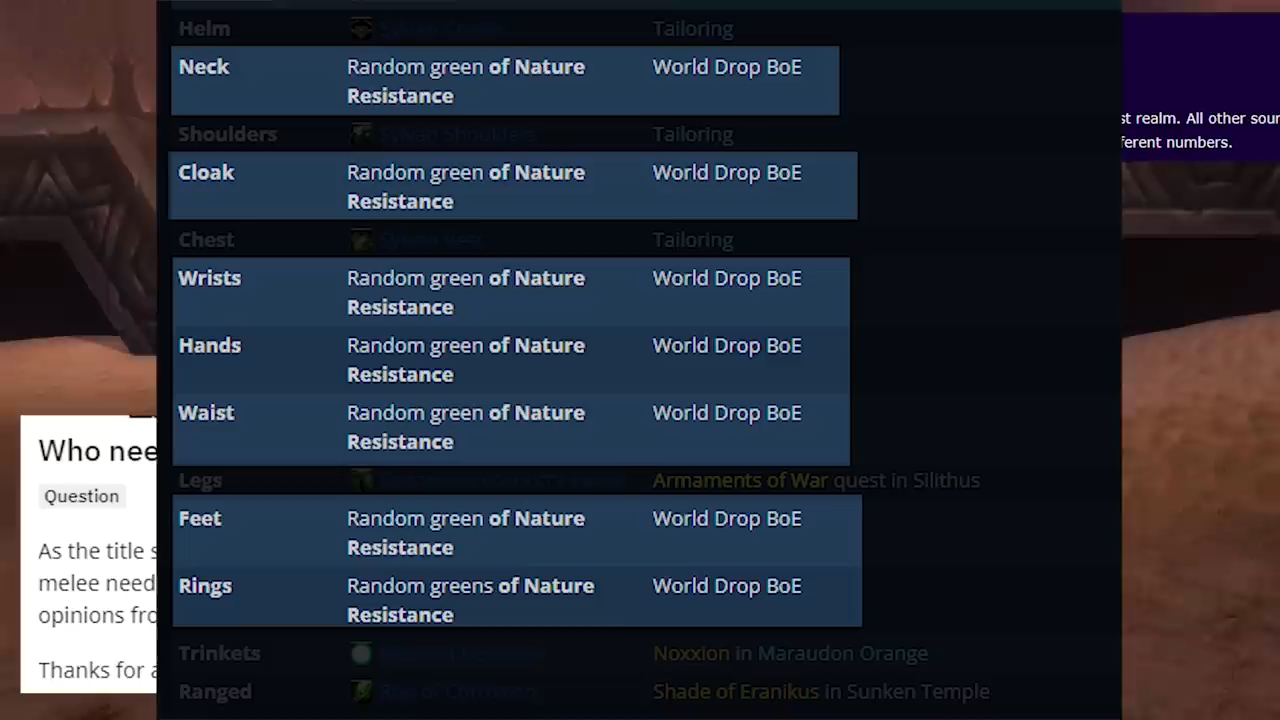 Helm Tailoring
Neck Random green of Nature World Drop BoE
Resistance
Shoulders Sylvan Shoulders Tailoring
Cloak Random green of Nature World Drop BoE
Resistance
Chest Sylvan Vest Tailoring
Wrists Random green of Nature World Drop BoE
Resistance
Hands Random green of Nature World Drop BoE
Resistance
Waist Random green of Nature World Drop BoE
Resistance
Legs Armaments of War quest in Silithus
Feet Random green of Nature World Drop BoE
Resistance
Rings Random greens of Nature World Drop BoE
Resistance
Trinkets Noxxion in Maraudon Orange
Ranged Shade of Eranikus in Sunken Temple
st realm. All other sour
ferent numbers.
Who nee
Question
As the title s
melee need
opinions fro
Thanks for a